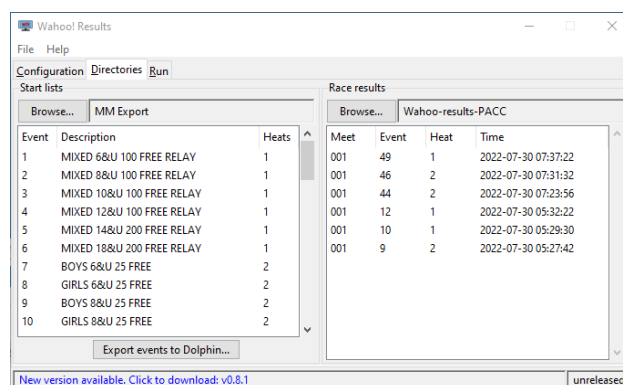 Wahoo! Results
File Help
Configuration Directories Run
Start lists
Browse... MM Export
Event Description Heats
1 MIXED 6&U 100 FREE RELAY 1
2 MIXED 8&U 100 FREE RELAY 1
3 MIXED 10&U 100 FREE RELAY 1
4 MIXED 12&U 100 FREE RELAY 1
5 MIXED 14&U 200 FREE RELAY 1
6 MIXED 18&U 200 FREE RELAY 1
7 BOYS 6&U 25 FREE 2
8 GIRLS 6&U 25 FREE 2
9 BOYS 8&U 25 FREE 2
10 GIRLS 8&U 25 FREE 2
Export events to Dolphin...
Race results
Browse... Wahoo-results-PACC
Meet Event Heat Time
001 49 1 2022-07-30 07:37:22
001 46 2 2022-07-30 07:31:32
001 44 2 2022-07-30 07:23:56
001 12 1 2022-07-30 05:32:22
001 10 1 2022-07-30 05:29:30
001 9 2 2022-07-30 05:27:42
New version available. Click to download: v0.8.1
unreleased